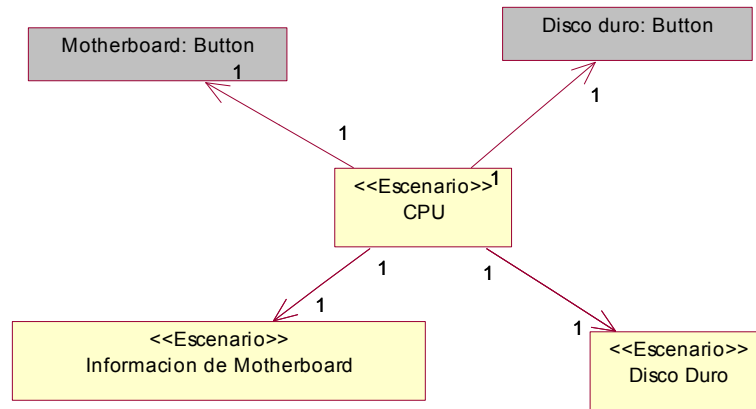 Motherboard: Button
Disco duro: Button
1
1
1
1
<<Escenario>>
CPU
1
1
1
1
<<Escenario>>
Informacion de Motherboard
<<Escenario>>
Disco Duro